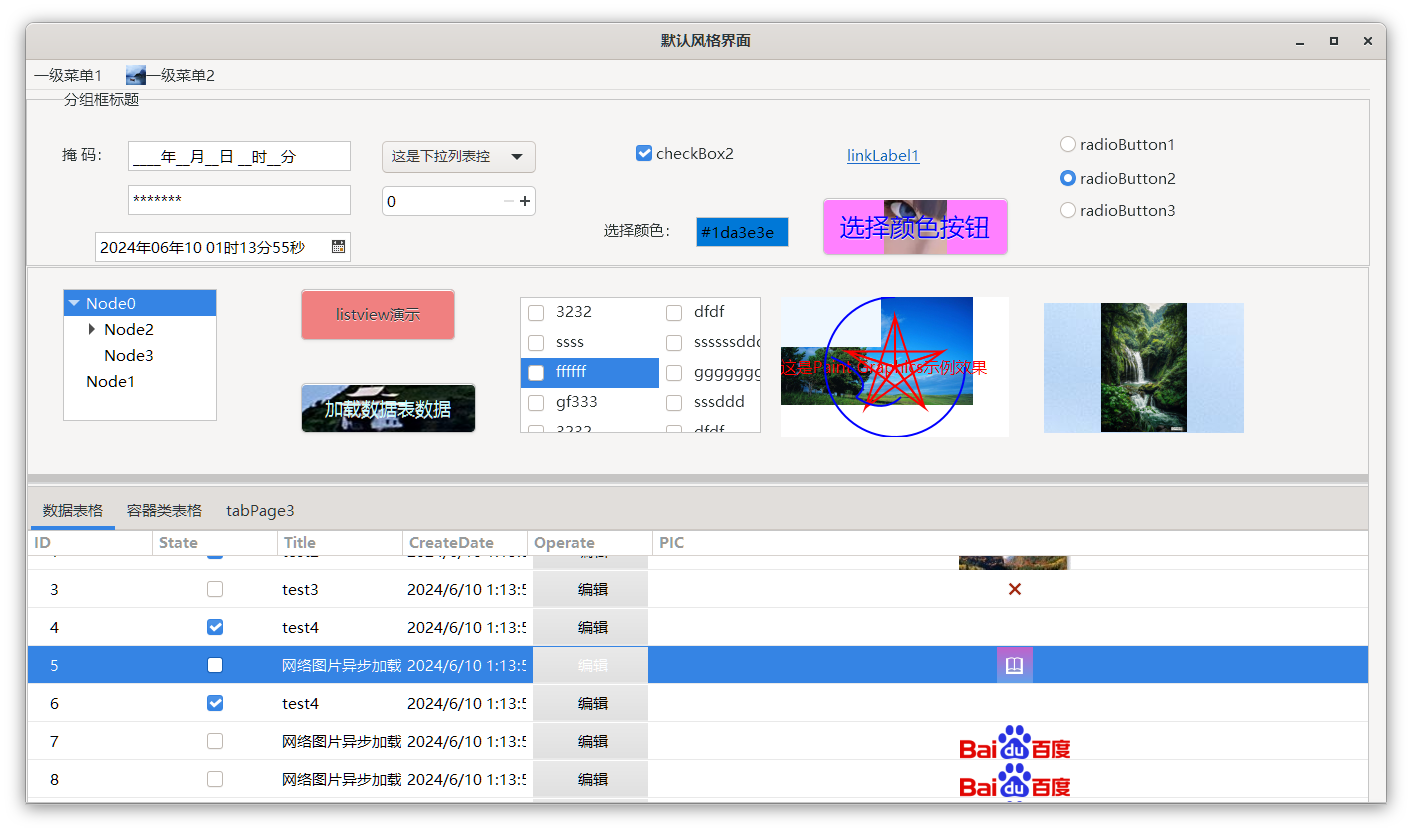 默认风格界面
一级菜单1 一级菜单2
分组框标题
掩 码: ____年__月__日 __时__分
这是下拉列表控
checkBox2
linkLabel1
radioButton1
radioButton2
radioButton3
*******
0
选择颜色:
#1da3e3e
选择颜色按钮
2024年06年10 01时13分55秒
Node0
Node2
Node3
Node1
listview演示
加载数据表数据
3232 dfdf
ssss ssssssddd
ffffff ggggggg
gf333 sssddd
3232 dfdf
这是Paint Graphics示例效果
数据表格 容器类表格 tabPage3
ID State Title CreateDate Operate PIC
3 test3 2024/6/10 1:13:5 编辑
4 test4 2024/6/10 1:13:5 编辑
5 网络图片异步加载 2024/6/10 1:13:5 编辑
6 test4 2024/6/10 1:13:5 编辑
7 网络图片异步加载 2024/6/10 1:13:5 编辑 Bai du 百度
8 网络图片异步加载 2024/6/10 1:13:5 编辑 Bai du 百度